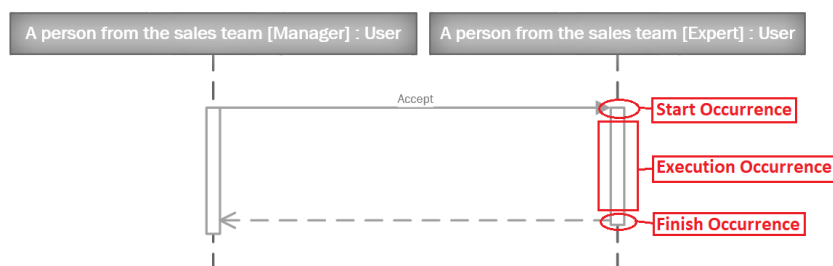 A person from the sales team [Manager] : User
A person from the sales team [Expert] : User
Accept
Start Occurrence
Execution Occurrence
Finish Occurrence